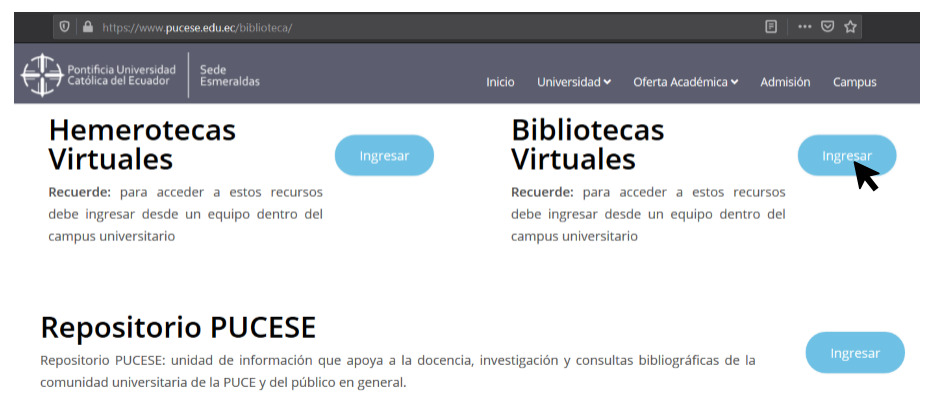 https://www.pucese.edu.ec/biblioteca/
Pontificia Universidad
Católica del Ecuador
Sede
Esmeraldas
Inicio Universidad Oferta Académica Admisión Campus
Hemerotecas
Virtuales
Ingresar
Recuerde: para acceder a estos recursos
debe ingresar desde un equipo dentro del
campus universitario
Bibliotecas
Virtuales
Ingresar
Recuerde: para acceder a estos recursos
debe ingresar desde un equipo dentro del
campus universitario
Repositorio PUCESE
Ingresar
Repositorio PUCESE: unidad de información que apoya a la docencia, investigación y consultas bibliográficas de la
comunidad universitaria de la PUCE y del público en general.